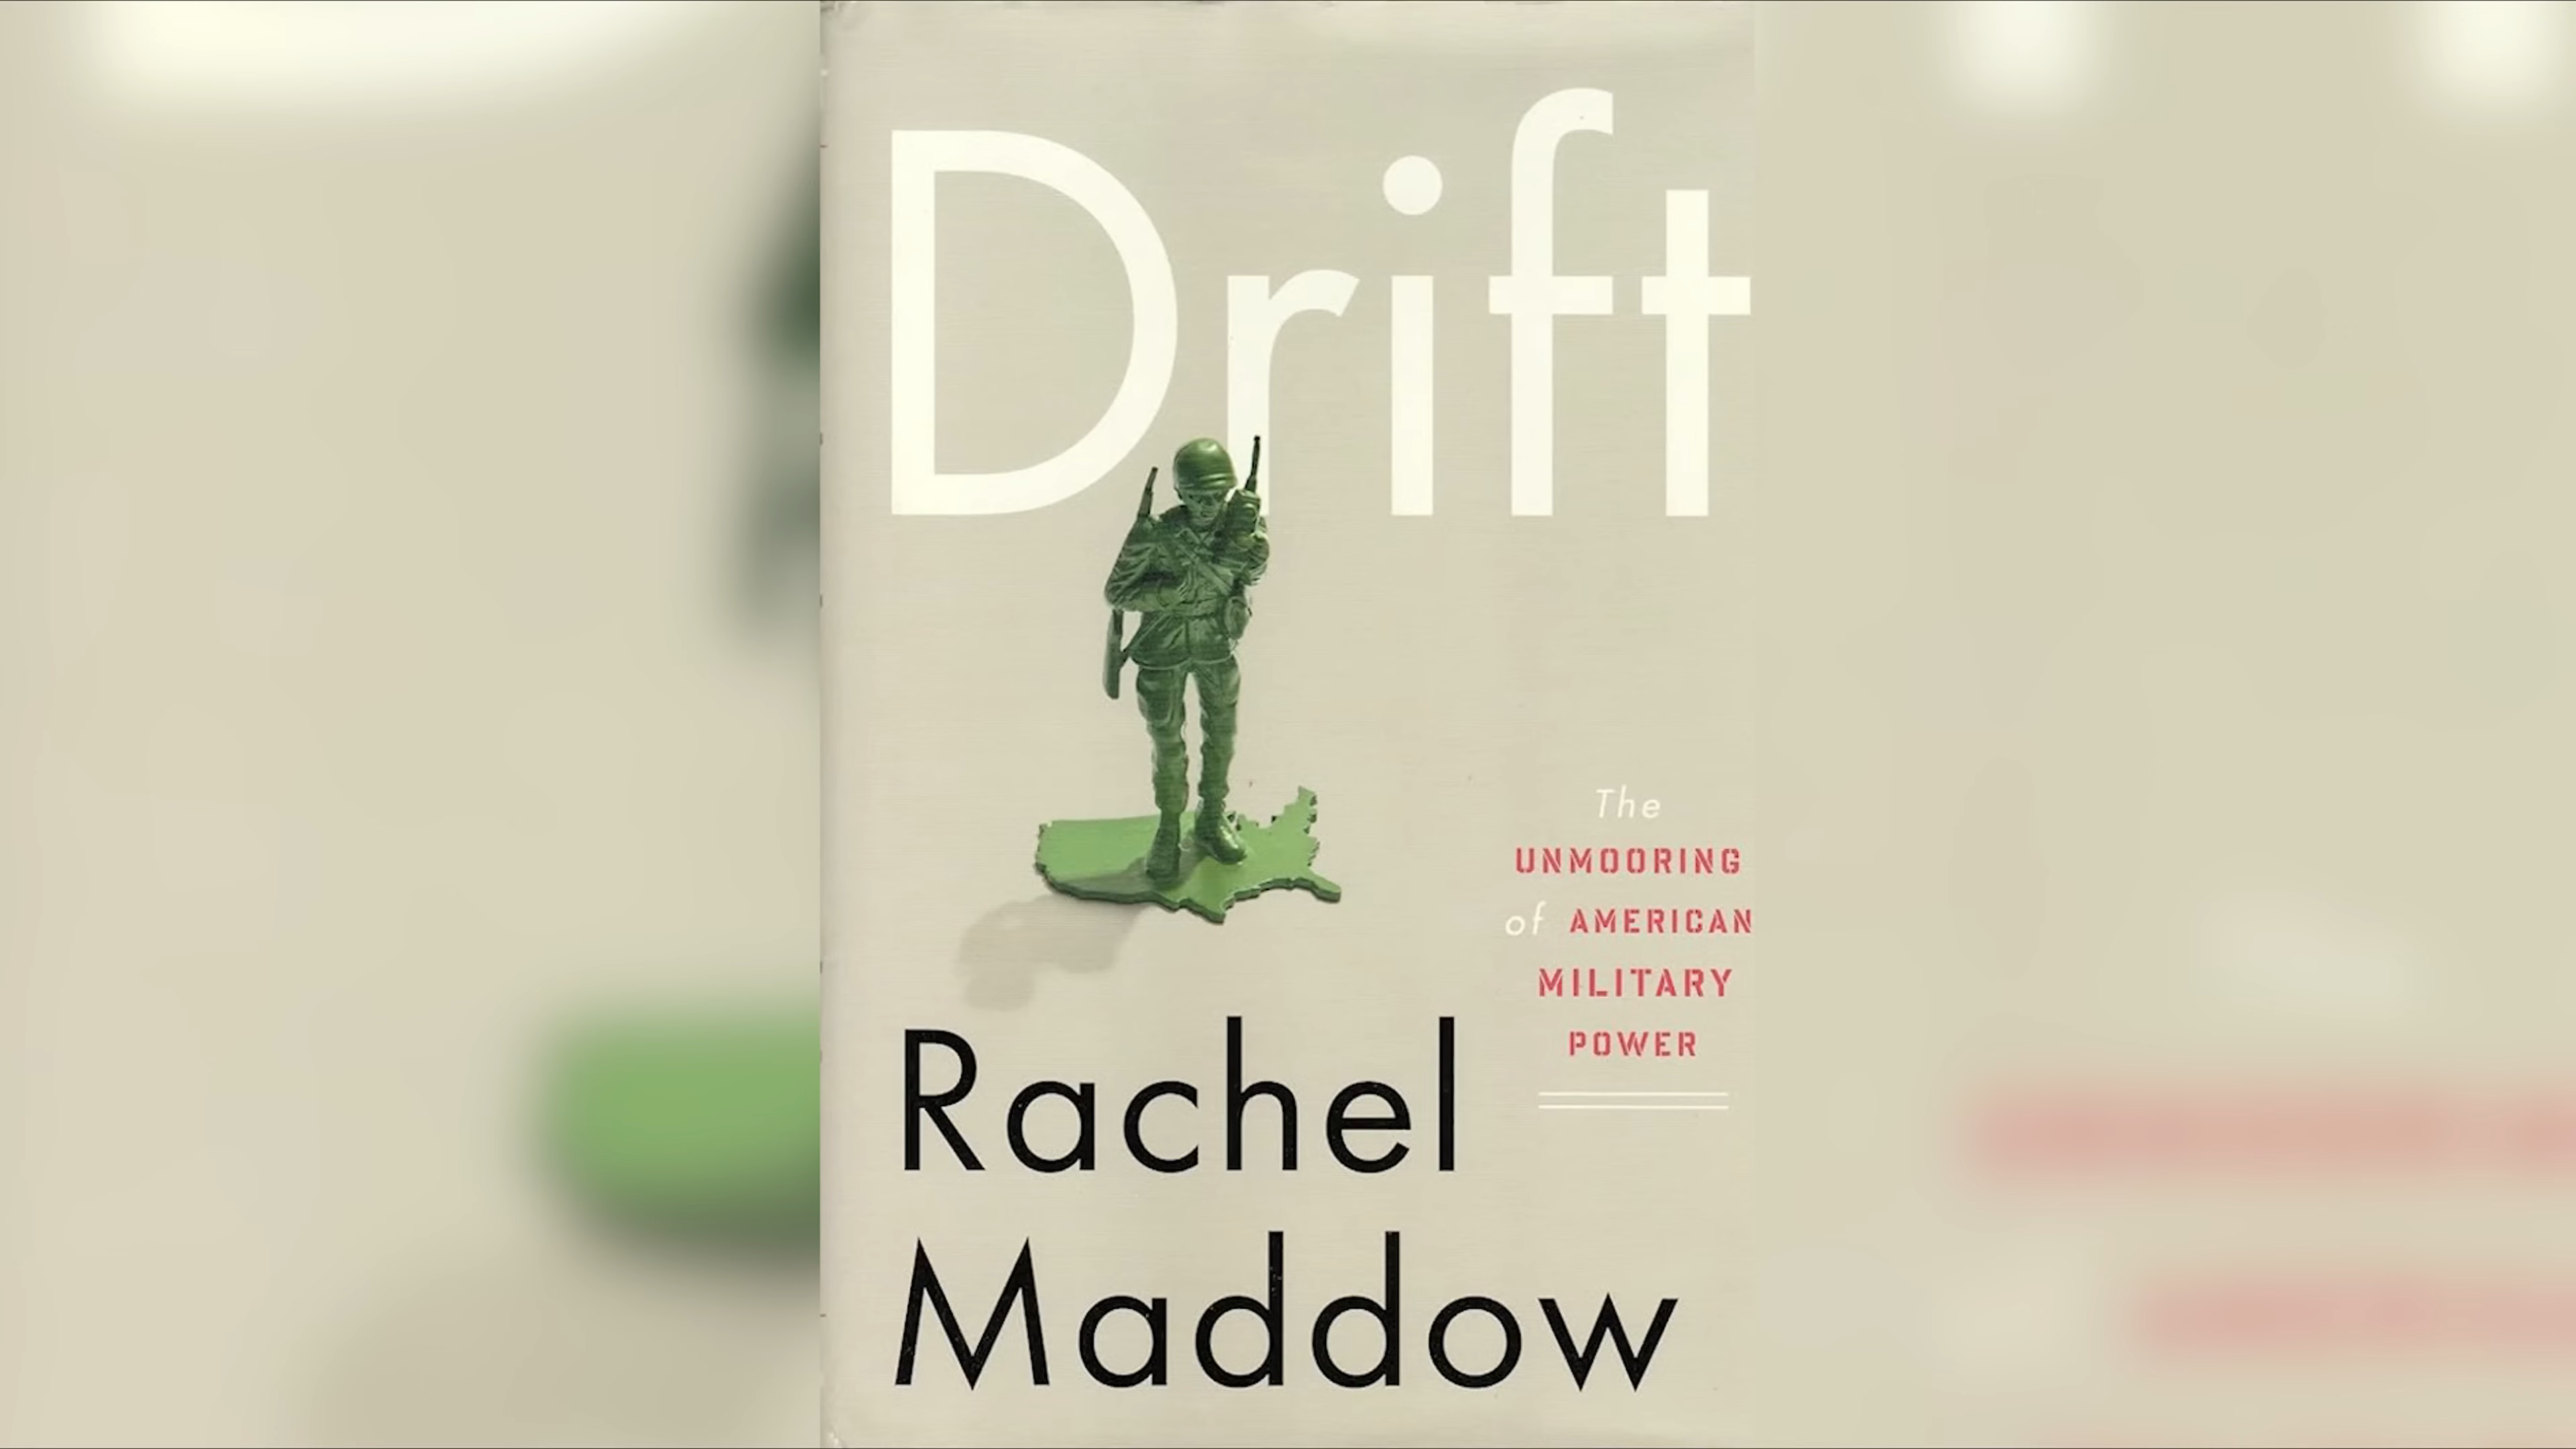 Drift
The
UNMOORING
of AMERICAN
MILITARY
POWER
Rachel
Maddow